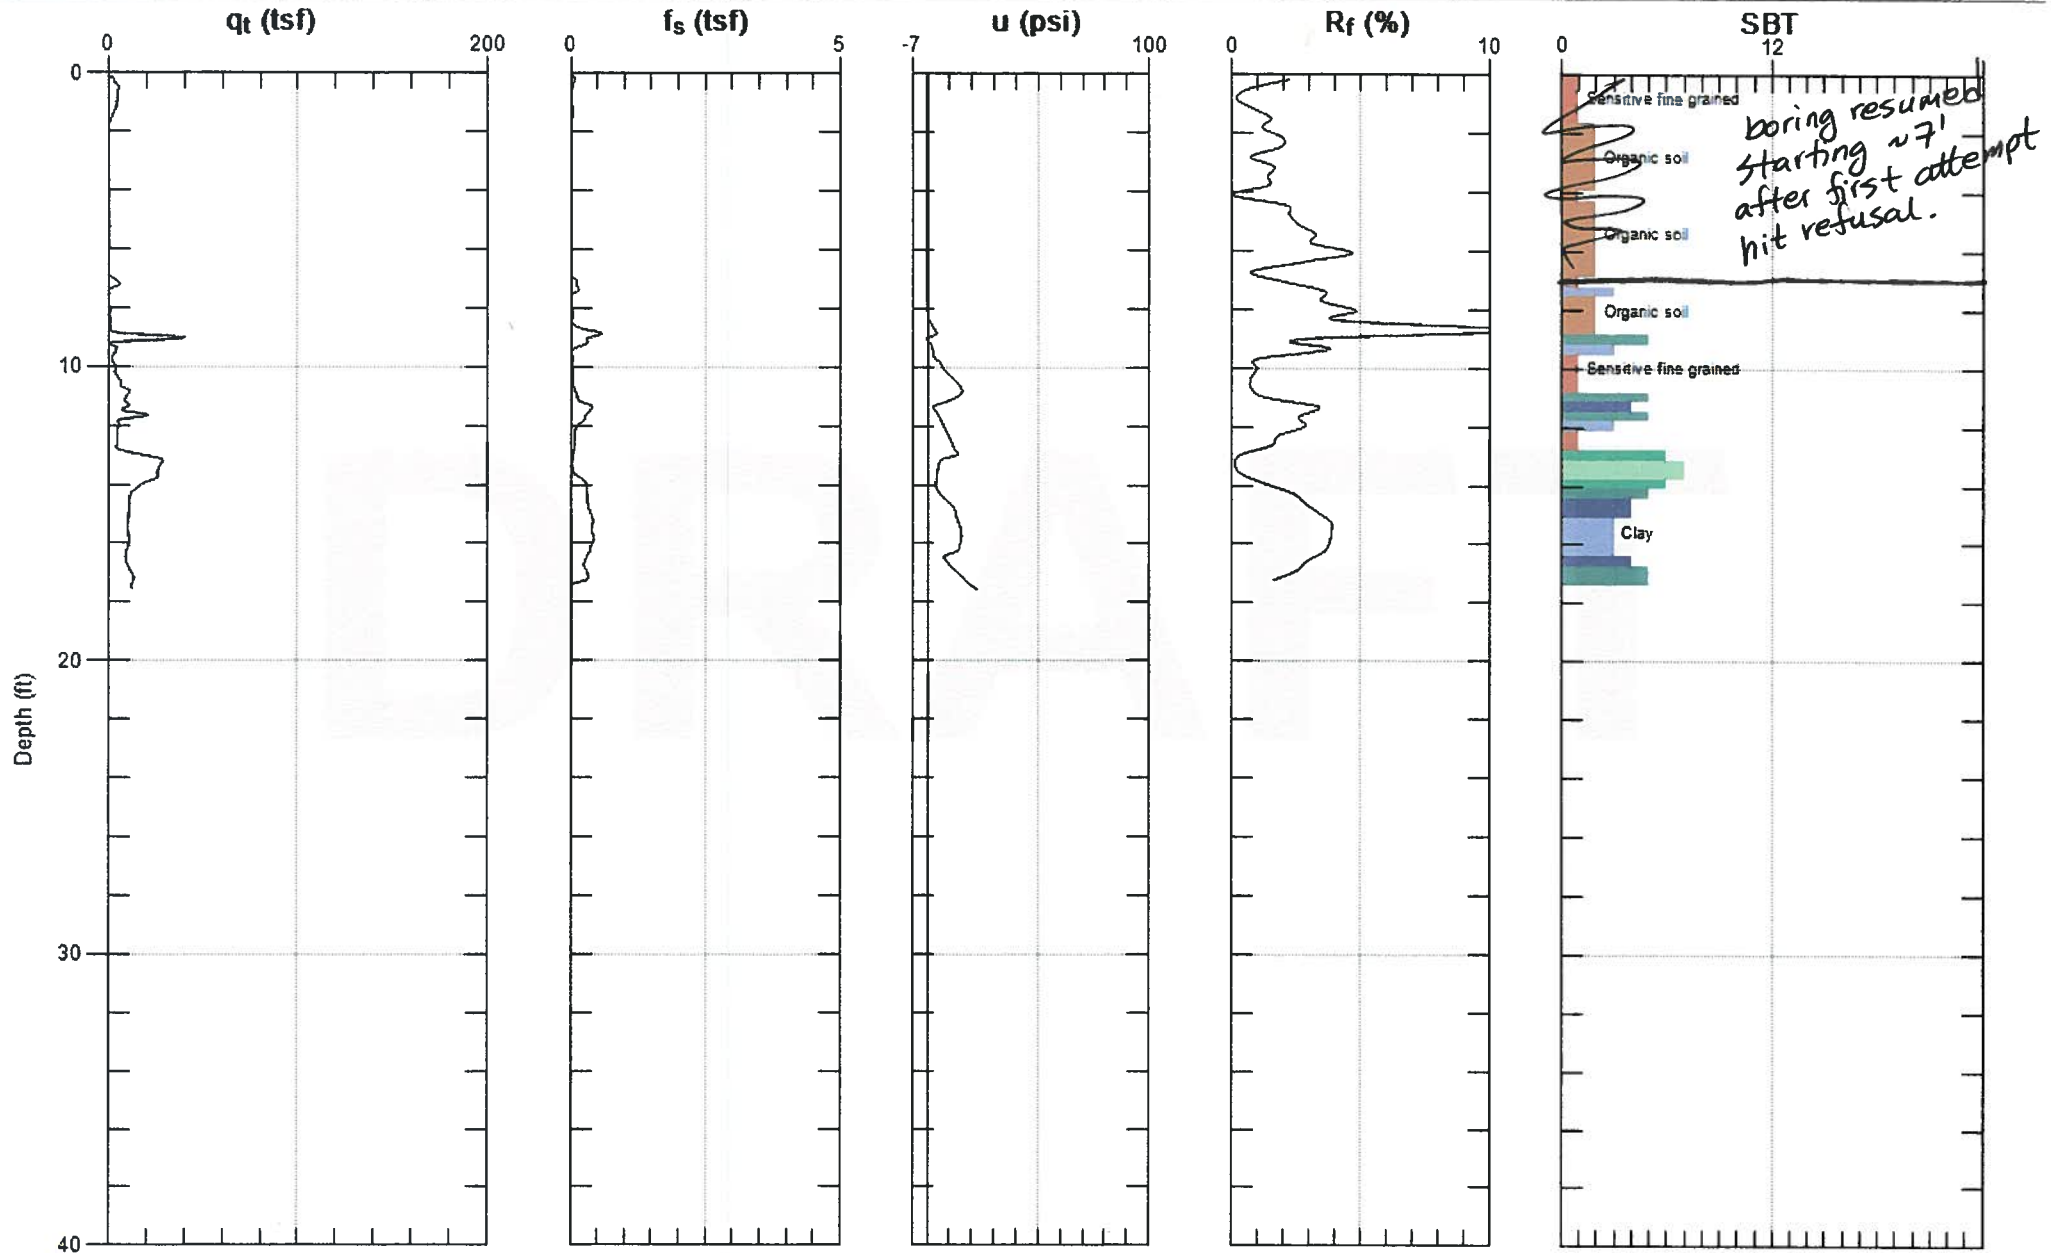 qt (tsf)
fs (tsf)
u (psi)
Rf (%)
SBT
0
200
0
5
-7
100
0
10
0
12
0
10
20
30
40
Depth (ft)
Sensitive fine grained
Organic soil
Organic soil
Organic soil
Sensitive fine grained
Clay
boring resumed
starting ~7'
after first attempt
hit refusal.
DRAFT